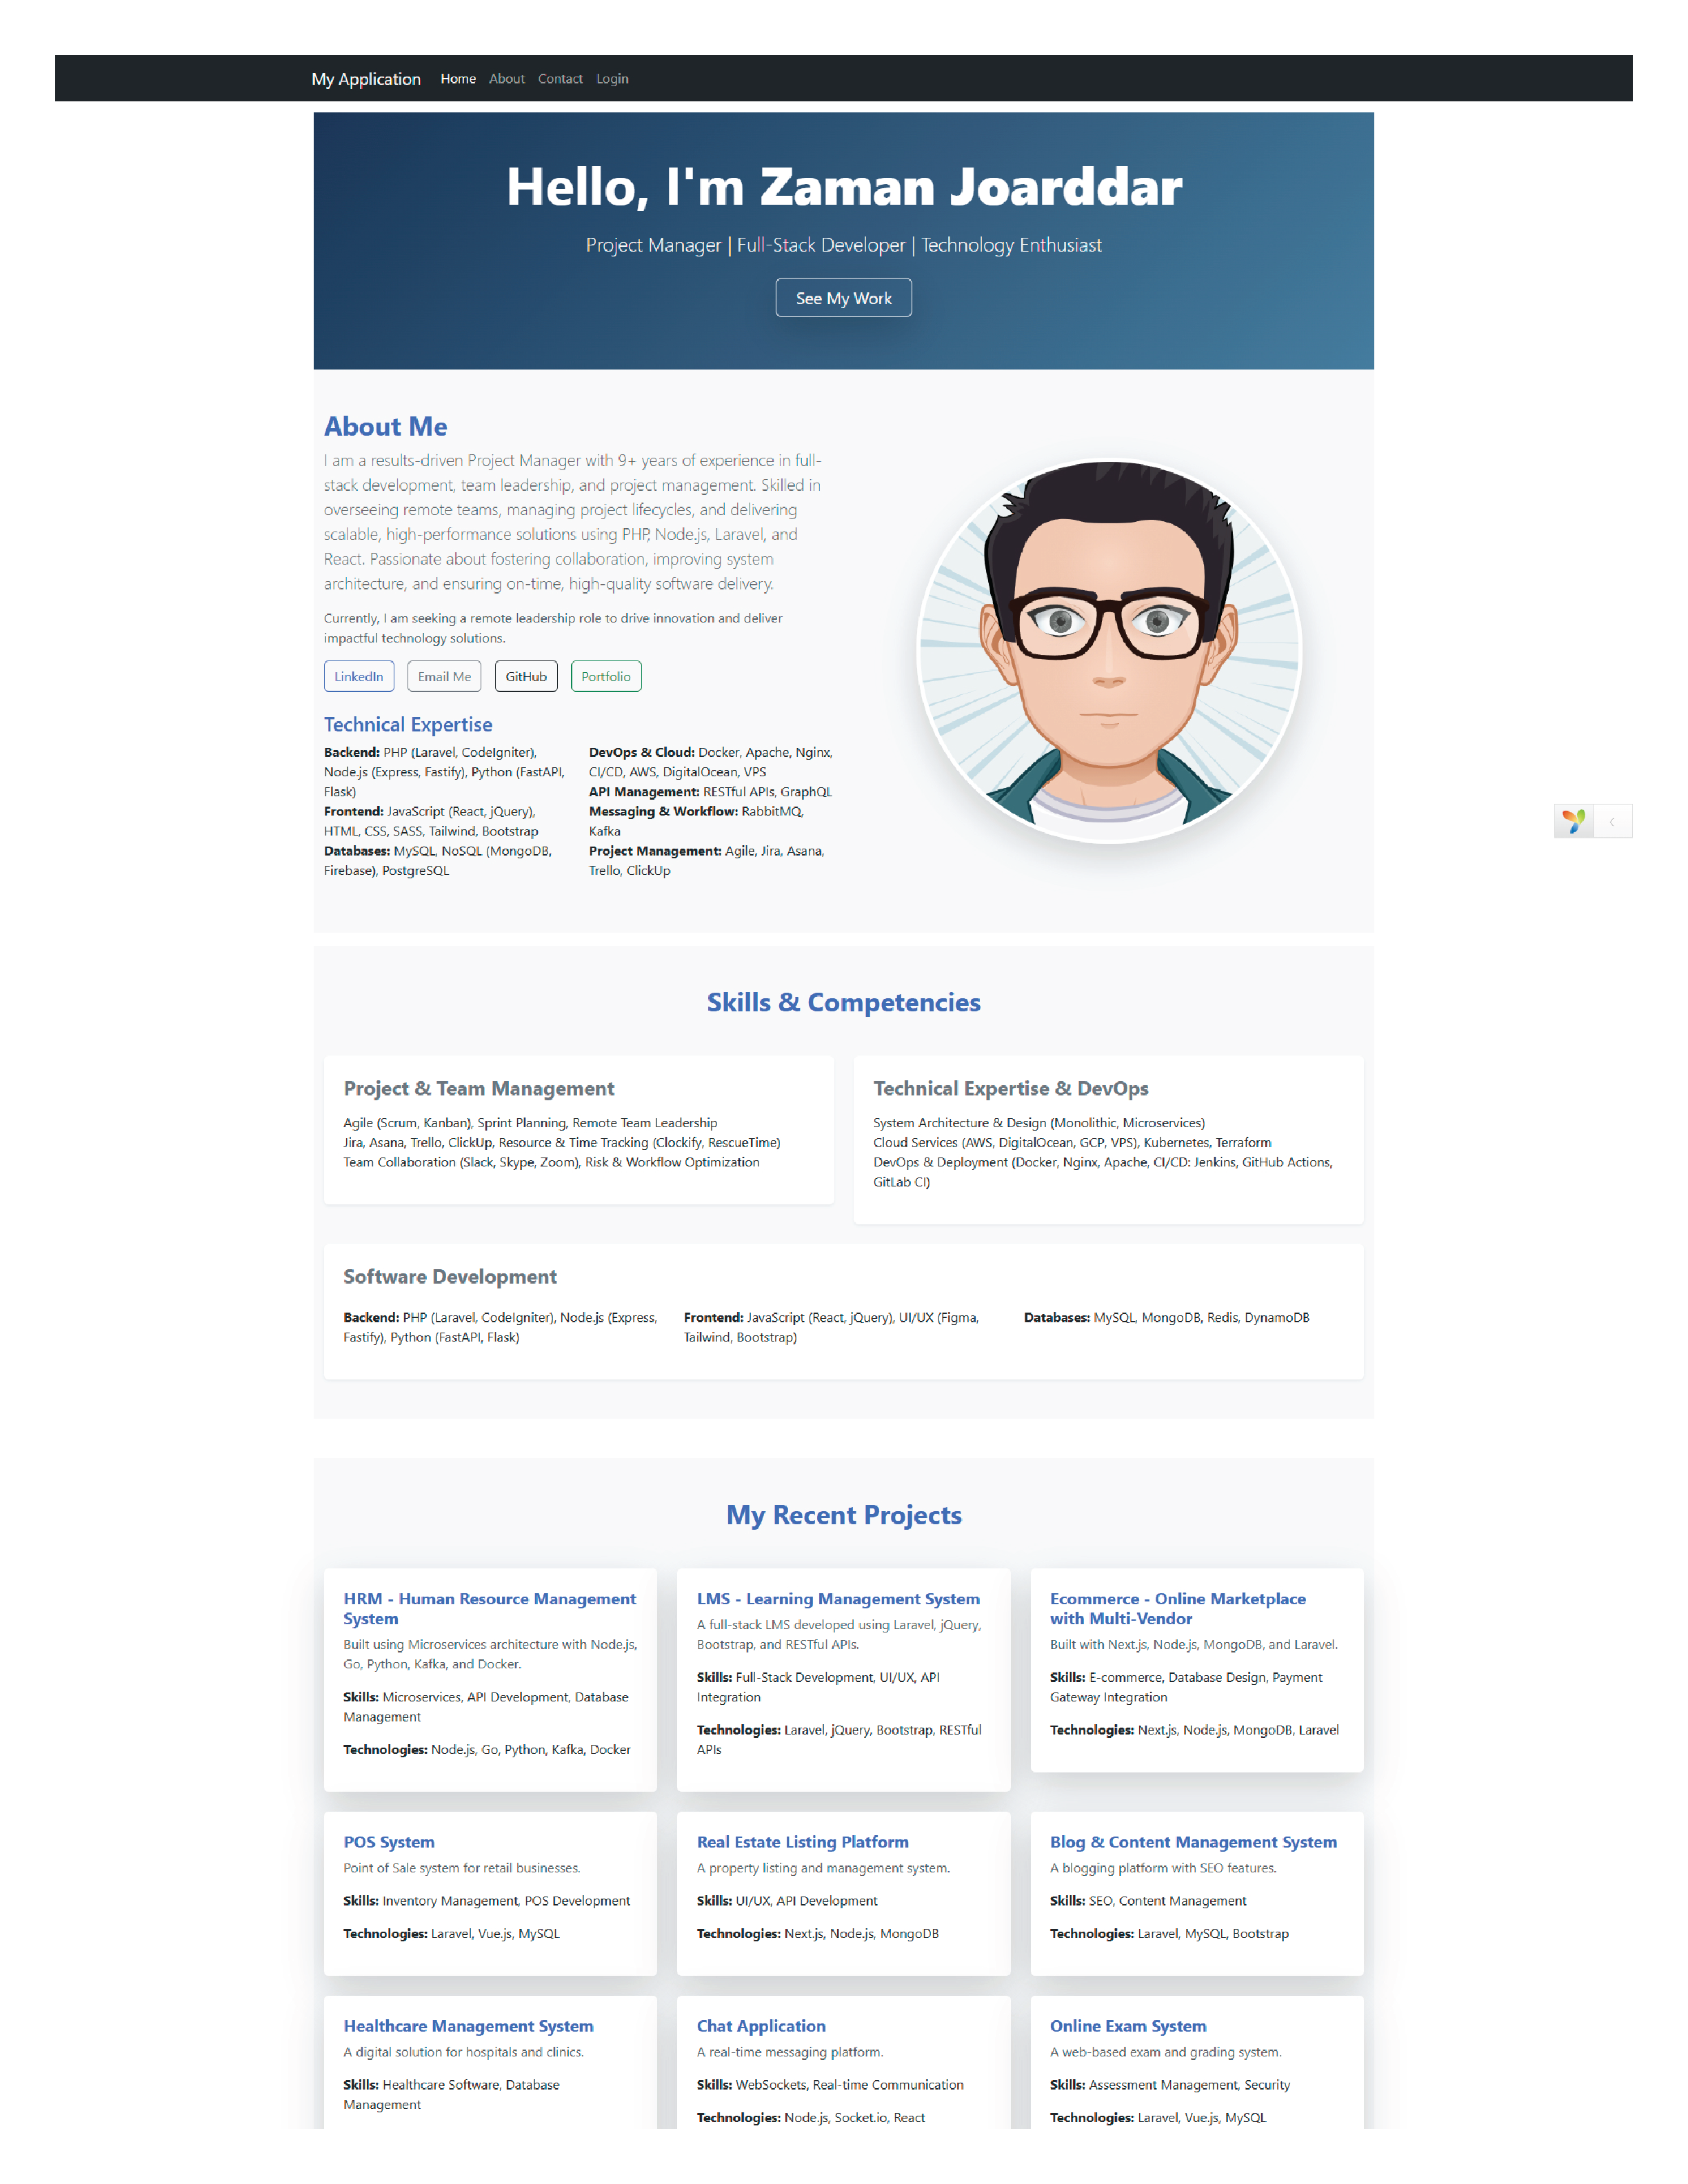 My Application Home About Contact Login
Hello, I'm Zaman Joarddar
Project Manager | Full-Stack Developer | Technology Enthusiast
See My Work
About Me
I am a results-driven Project Manager with 9+ years of experience in full-
stack development, team leadership, and project management. Skilled in
overseeing remote teams, managing project lifecycles, and delivering
scalable, high-performance solutions using PHP, Node.js, Laravel, and
React. Passionate about fostering collaboration, improving system
architecture, and ensuring on-time, high-quality software delivery.
Currently, I am seeking a remote leadership role to drive innovation and deliver
impactful technology solutions.
LinkedIn Email Me GitHub Portfolio
Technical Expertise
Backend: PHP (Laravel, CodeIgniter),
Node.js (Express, Fastify), Python (FastAPI,
Flask)
Frontend: JavaScript (React, jQuery),
HTML, CSS, SASS, Tailwind, Bootstrap
Databases: MySQL, NoSQL (MongoDB,
Firebase), PostgreSQL
DevOps & Cloud: Docker, Apache, Nginx,
CI/CD, AWS, DigitalOcean, VPS
API Management: RESTful APIs, GraphQL
Messaging & Workflow: RabbitMQ,
Kafka
Project Management: Agile, Jira, Asana,
Trello, ClickUp
Skills & Competencies
Project & Team Management
Agile (Scrum, Kanban), Sprint Planning, Remote Team Leadership
Jira, Asana, Trello, ClickUp, Resource & Time Tracking (Clockify, RescueTime)
Team Collaboration (Slack, Skype, Zoom), Risk & Workflow Optimization
Technical Expertise & DevOps
System Architecture & Design (Monolithic, Microservices)
Cloud Services (AWS, DigitalOcean, GCP, VPS), Kubernetes, Terraform
DevOps & Deployment (Docker, Nginx, Apache, CI/CD: Jenkins, GitHub Actions,
GitLab CI)
Software Development
Backend: PHP (Laravel, CodeIgniter), Node.js (Express,
Fastify), Python (FastAPI, Flask)
Frontend: JavaScript (React, jQuery), UI/UX (Figma,
Tailwind, Bootstrap)
Databases: MySQL, MongoDB, Redis, DynamoDB
My Recent Projects
HRM - Human Resource Management
System
Built using Microservices architecture with Node.js,
Go, Python, Kafka, and Docker.
Skills: Microservices, API Development, Database
Management
Technologies: Node.js, Go, Python, Kafka, Docker
LMS - Learning Management System
A full-stack LMS developed using Laravel, jQuery,
Bootstrap, and RESTful APIs.
Skills: Full-Stack Development, UI/UX, API
Integration
Technologies: Laravel, jQuery, Bootstrap, RESTful
APIs
Ecommerce - Online Marketplace
with Multi-Vendor
Built with Next.js, Node.js, MongoDB, and Laravel.
Skills: E-commerce, Database Design, Payment
Gateway Integration
Technologies: Next.js, Node.js, MongoDB, Laravel
POS System
Point of Sale system for retail businesses.
Skills: Inventory Management, POS Development
Technologies: Laravel, Vue.js, MySQL
Real Estate Listing Platform
A property listing and management system.
Skills: UI/UX, API Development
Technologies: Next.js, Node.js, MongoDB
Blog & Content Management System
A blogging platform with SEO features.
Skills: SEO, Content Management
Technologies: Laravel, MySQL, Bootstrap
Healthcare Management System
A digital solution for hospitals and clinics.
Skills: Healthcare Software, Database
Management
Chat Application
A real-time messaging platform.
Skills: WebSockets, Real-time Communication
Technologies: Node.js, Socket.io, React
Online Exam System
A web-based exam and grading system.
Skills: Assessment Management, Security
Technologies: Laravel, Vue.js, MySQL